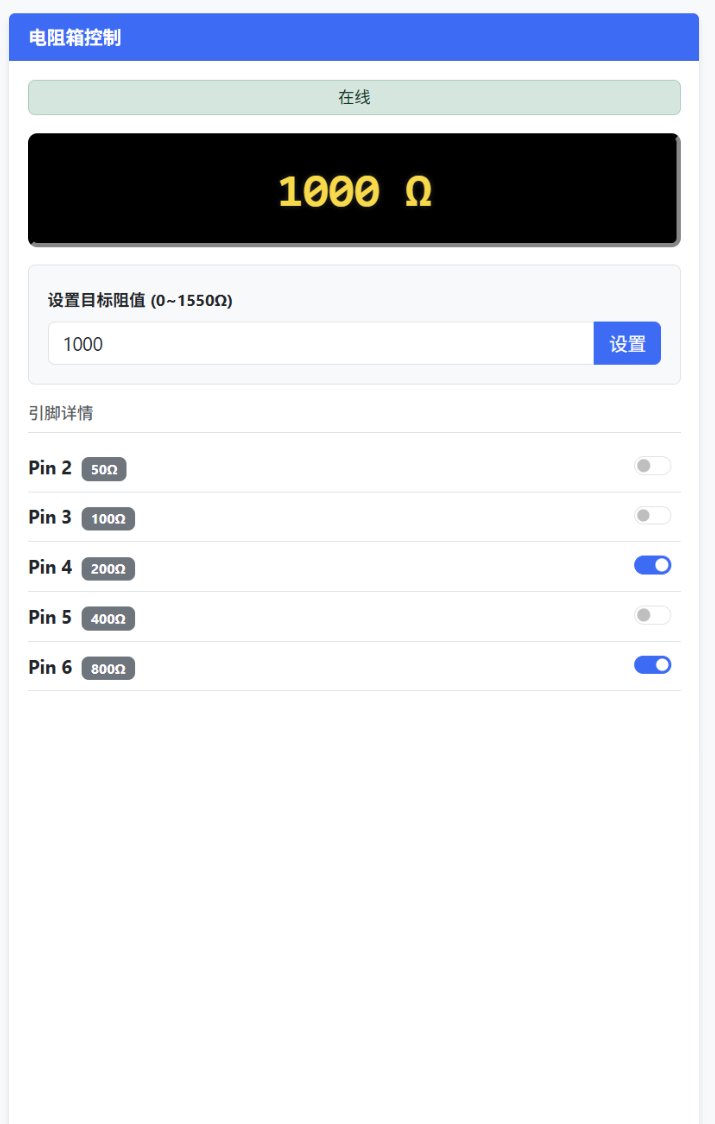 电阻箱控制
在线
1000 Ω
设置目标阻值 (0~1550Ω)
1000 设置
引脚详情
Pin 2 50Ω
Pin 3 100Ω
Pin 4 200Ω
Pin 5 400Ω
Pin 6 800Ω